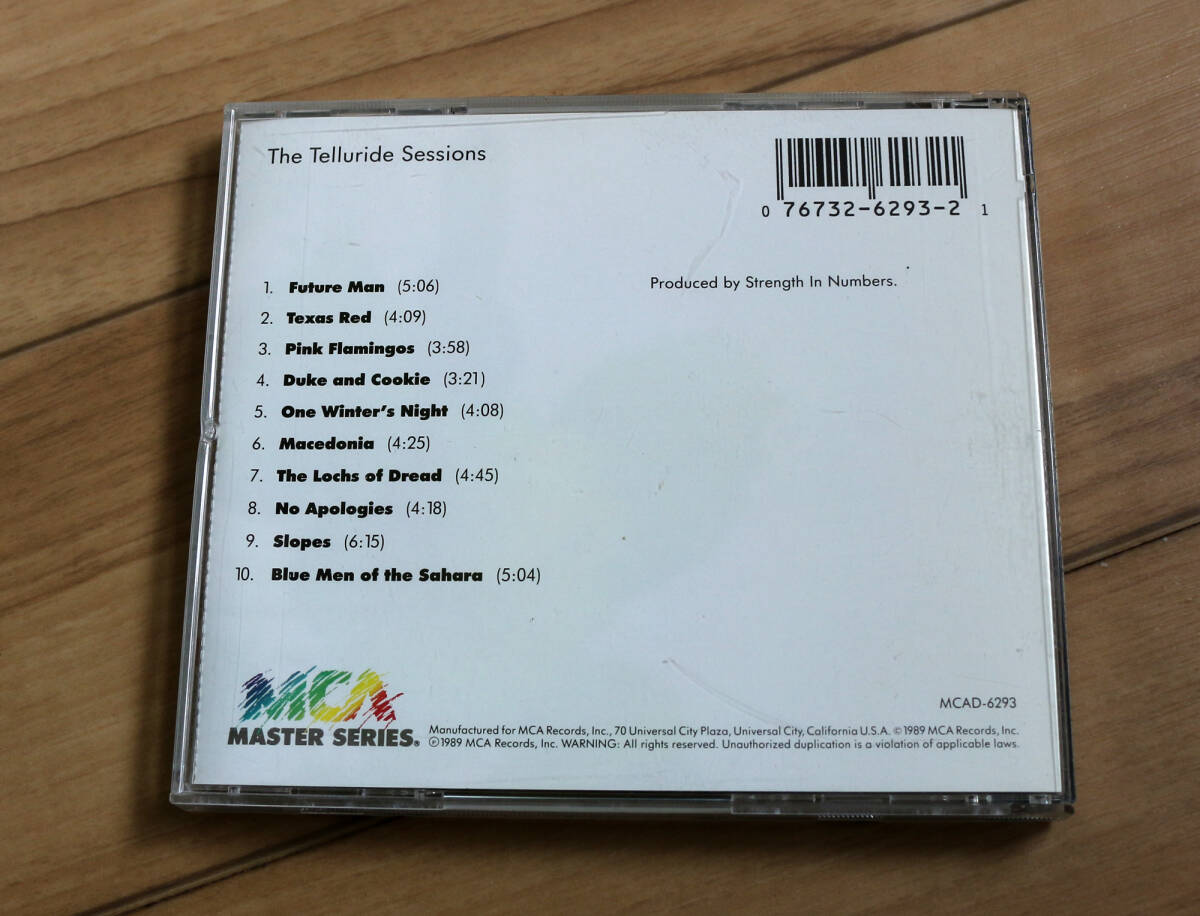 The Telluride Sessions
0 76732-6293-2 1
Produced by Strength In Numbers.
1. Future Man (5:06)
2. Texas Red (4:09)
3. Pink Flamingos (3:58)
4. Duke and Cookie (3:21)
5. One Winter's Night (4:08)
6. Macedonia (4:25)
7. The Lochs of Dread (4:45)
8. No Apologies (4:18)
9. Slopes (6:15)
10. Blue Men of the Sahara (5:04)
MCA
MASTER SERIES®
MCAD-6293
Manufactured for MCA Records, Inc., 70 Universal City Plaza, Universal City, California U.S.A. ©1989 MCA Records, Inc.
℗1989 MCA Records, Inc. WARNING: All rights reserved. Unauthorized duplication is a violation of applicable laws.